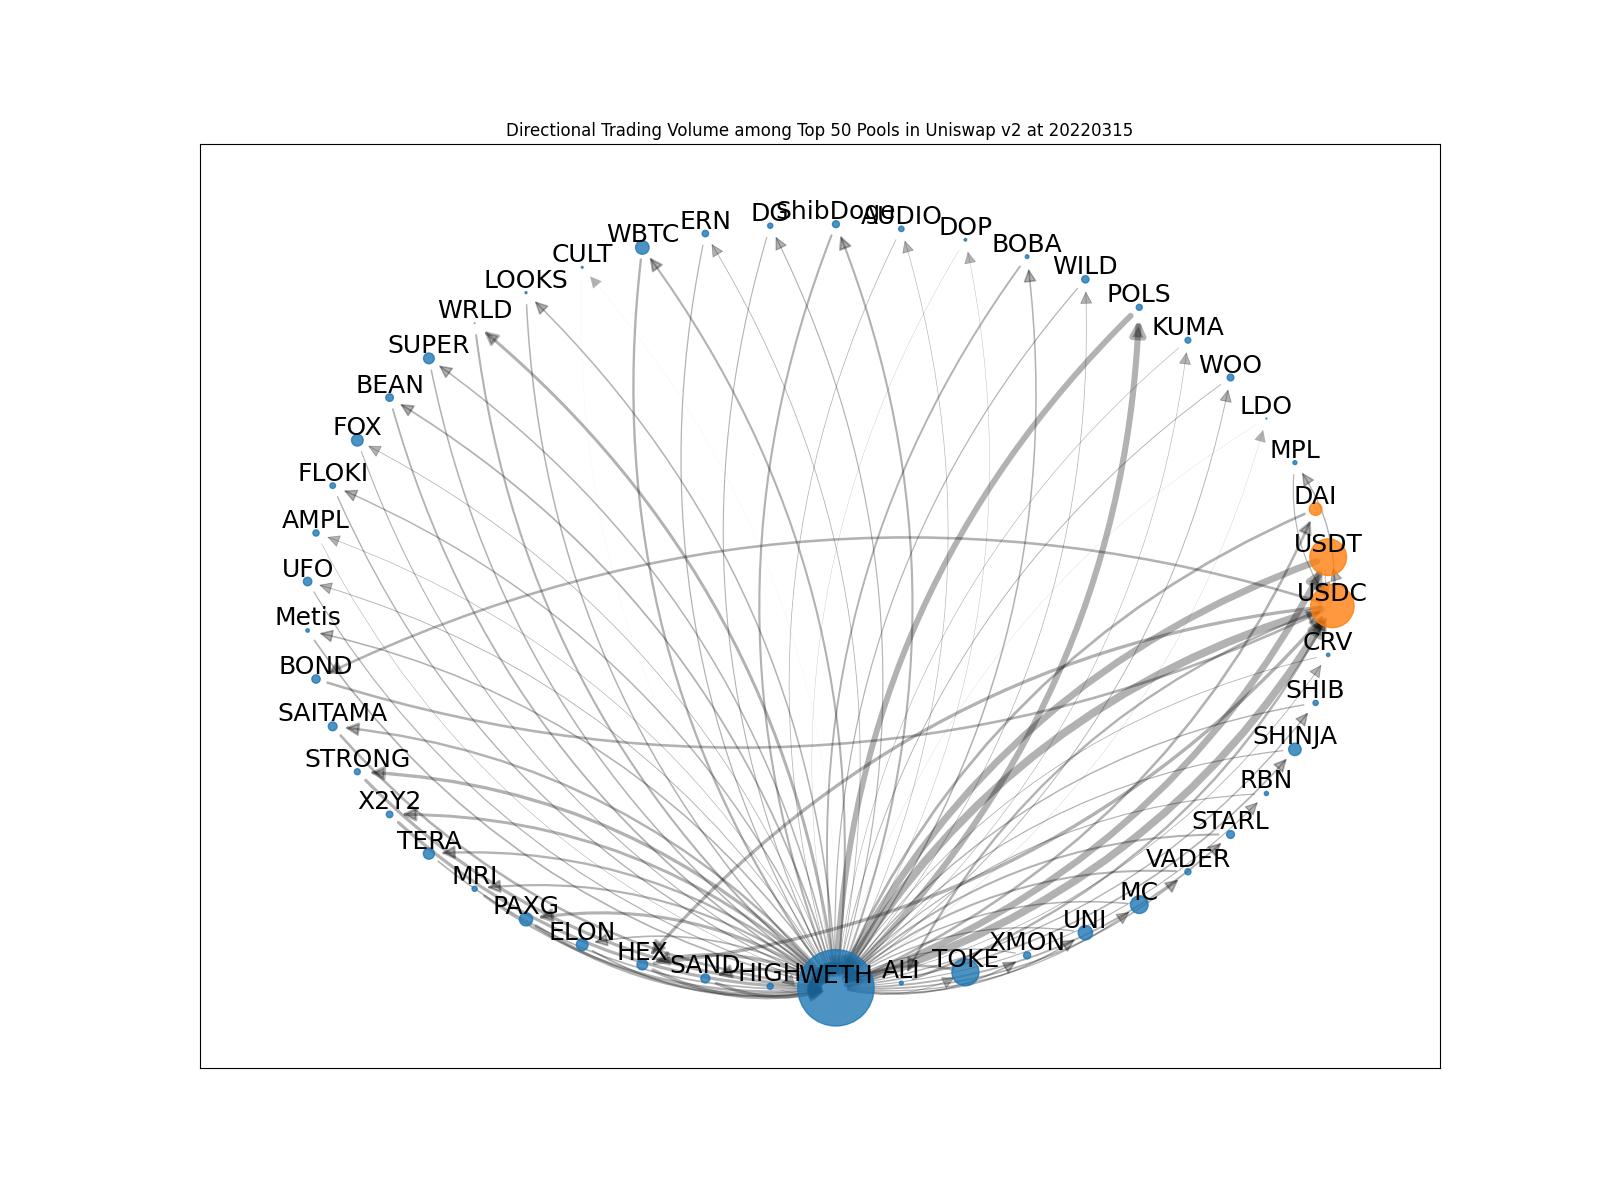 Directional Trading Volume among Top 50 Pools in Uniswap v2 at 20220315
ShibDoge
DG
AUDIO
ERN
DOP
WBTC
BOBA
CULT
WILD
LOOKS
POLS
WRLD
KUMA
SUPER
WOO
BEAN
LDO
FOX
MPL
FLOKI
DAI
AMPL
USDT
UFO
USDC
Metis
CRV
BOND
SHIB
SAITAMA
SHINJA
STRONG
RBN
X2Y2
STARL
TERA
VADER
MRI
MC
PAXG
UNI
ELON
XMON
HEX
TOKE
SAND
ALI
HIGH
WETH